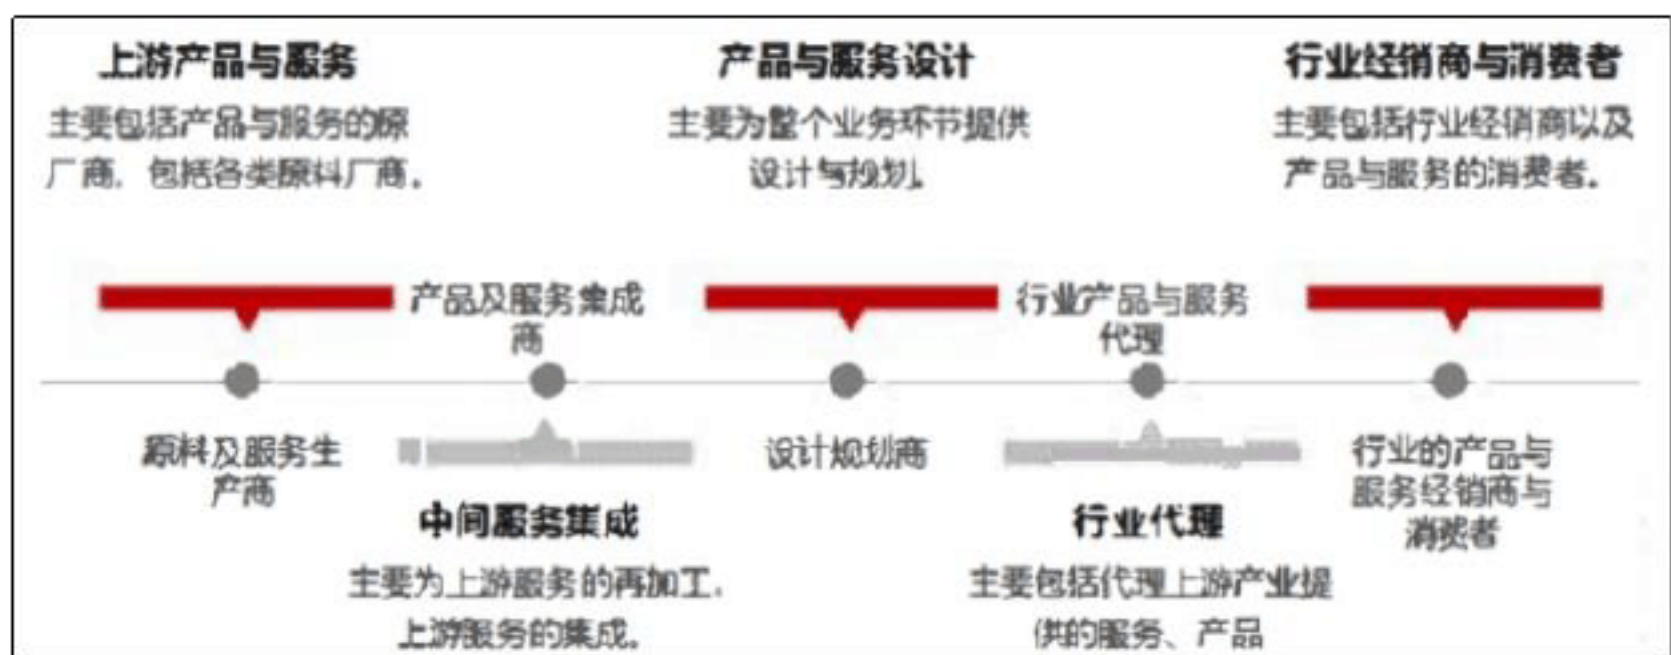 上游产品与服务
主要包括产品与服务的原
厂商，包括各类原料厂商。
产品与服务设计
主要为整个业务环节提供
设计与规划。
行业经销商与消费者
主要包括行业经销商以及
产品与服务的消费者。
产品及服务集成
商
行业产品与服务
代理
原料及服务生
产商
设计规划商
行业的产品与
服务经销商与
消费者
中间服务集成
主要为上游服务的再加工，
上游服务的集成。
行业代理
主要包括代理上游产业提
供的服务、产品